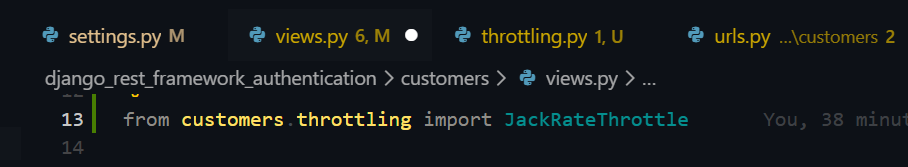 settings.py M views.py 6, M throttling.py 1, U urls.py ...\customers 2
django_rest_framework_authentication > customers > views.py > ...
13 from customers.throttling import JackRateThrottle You, 38 minut
14